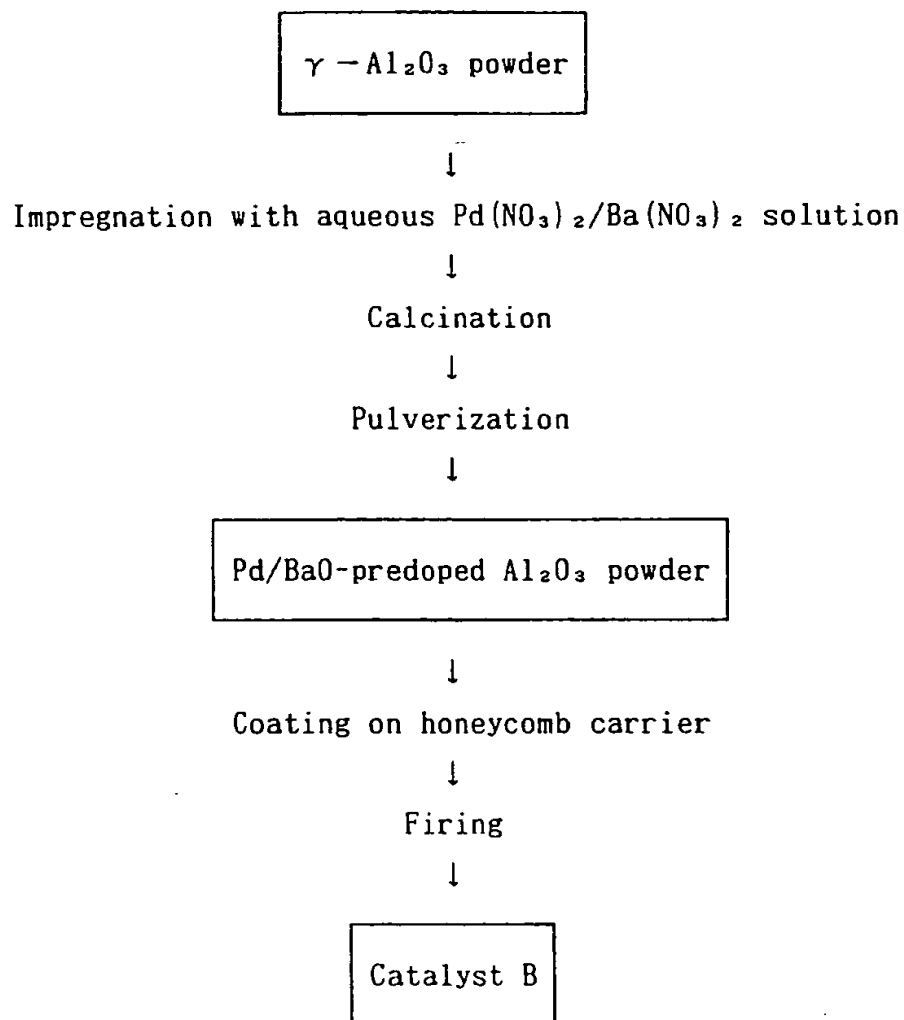 γ－Al₂O₃ powder
↓
Impregnation with aqueous Pd(NO₃)₂/Ba(NO₃)₂ solution
↓
Calcination
↓
Pulverization
↓
Pd/BaO-predoped Al₂O₃ powder
↓
Coating on honeycomb carrier
↓
Firing
↓
Catalyst B